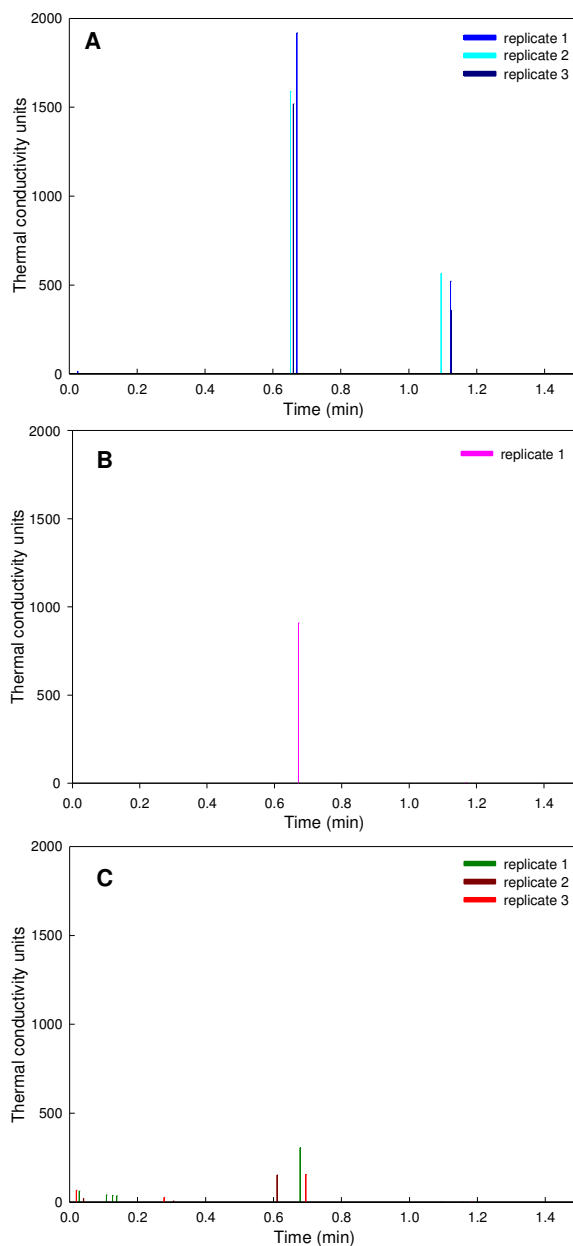 A
replicate 1
replicate 2
replicate 3
2000
1500
1000
500
0
Thermal conductivity units
0.0 0.2 0.4 0.6 0.8 1.0 1.2 1.4
Time (min)
B
replicate 1
2000
1500
1000
500
0
Thermal conductivity units
0.0 0.2 0.4 0.6 0.8 1.0 1.2 1.4
Time (min)
C
replicate 1
replicate 2
replicate 3
2000
1500
1000
500
0
Thermal conductivity units
0.0 0.2 0.4 0.6 0.8 1.0 1.2 1.4
Time (min)